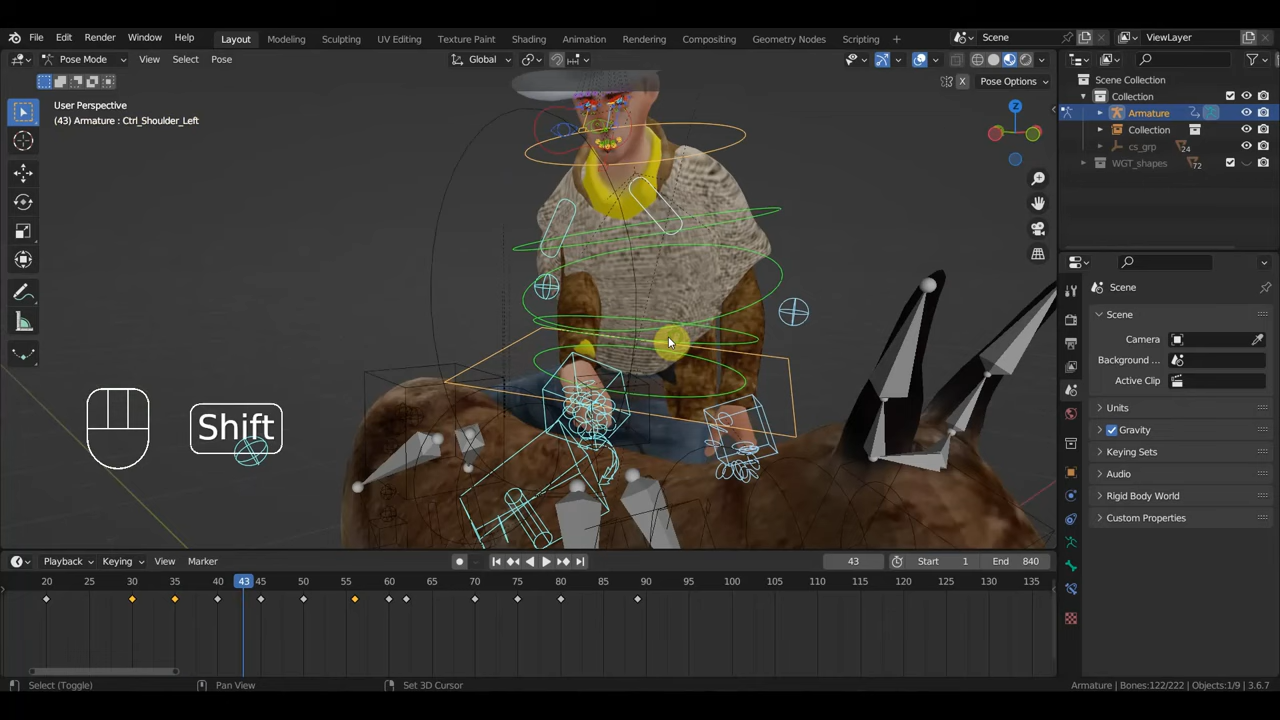 File Edit Render Window Help Layout Modeling Sculpting UV Editing Texture Paint Shading Animation Rendering Compositing Geometry Nodes Scripting + Scene ViewLayer
Pose Mode View Select Pose Global
X Pose Options
User Perspective
(43) Armature : Ctrl_Shoulder_Left
Z
Scene Collection
Collection
Armature
Collection
cs_grp 24
WGT_shapes 72
Scene
Scene
Camera
Background ...
Active Clip
Units
Gravity
Keying Sets
Audio
Rigid Body World
Custom Properties
Shift
Playback Keying View Marker 43 Start 1 End 840
20 25 30 35 40 43 45 50 55 60 65 70 75 80 85 90 95 100 105 110 115 120 125 130 135
Select (Toggle) Pan View Set 3D Cursor Armature | Bones:122/222 | Objects:1/9 | 3.6.7